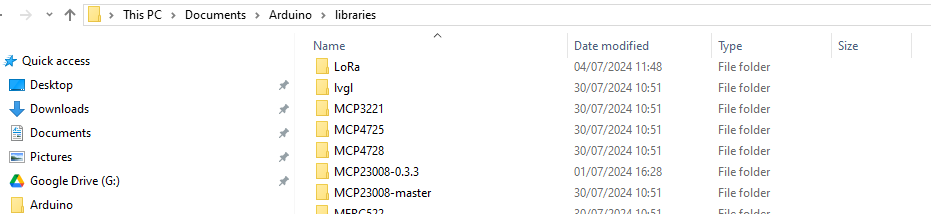 This PC > Documents > Arduino > libraries
Name Date modified Type Size
Quick access
Desktop
Downloads
Documents
Pictures
Google Drive (G:)
Arduino
LoRa 04/07/2024 11:48 File folder
lvgl 30/07/2024 10:51 File folder
MCP3221 30/07/2024 10:51 File folder
MCP4725 30/07/2024 10:51 File folder
MCP4728 30/07/2024 10:51 File folder
MCP23008-0.3.3 01/07/2024 16:28 File folder
MCP23008-master 30/07/2024 10:51 File folder
MFRC522 30/07/2024 10:51 File folder